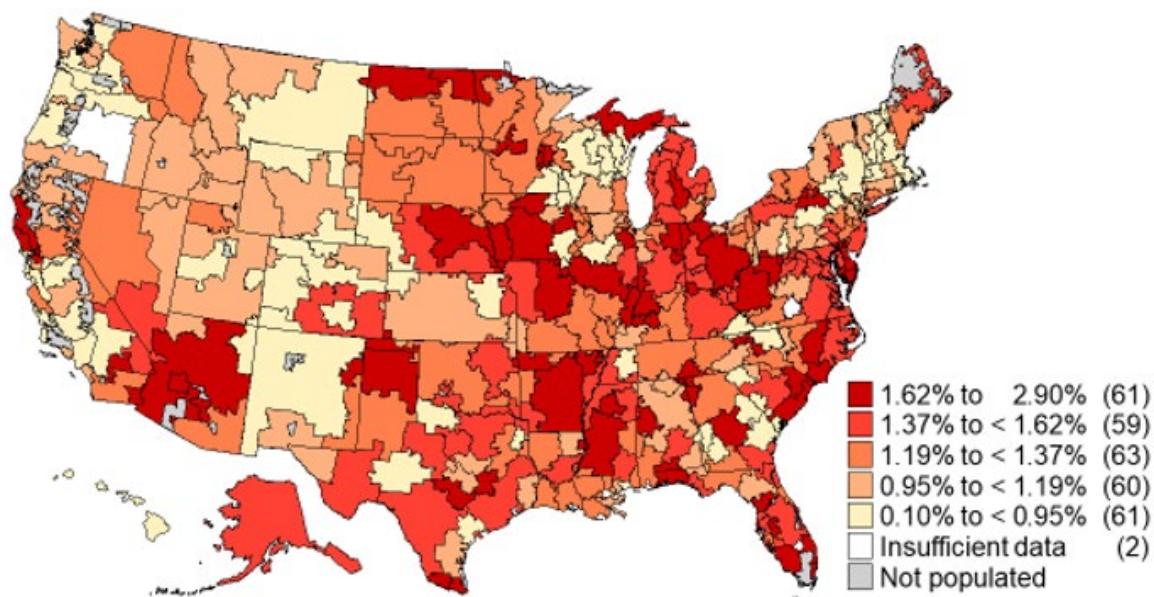 1.62% to 2.90% (61)
1.37% to < 1.62% (59)
1.19% to < 1.37% (63)
0.95% to < 1.19% (60)
0.10% to < 0.95% (61)
Insufficient data (2)
Not populated